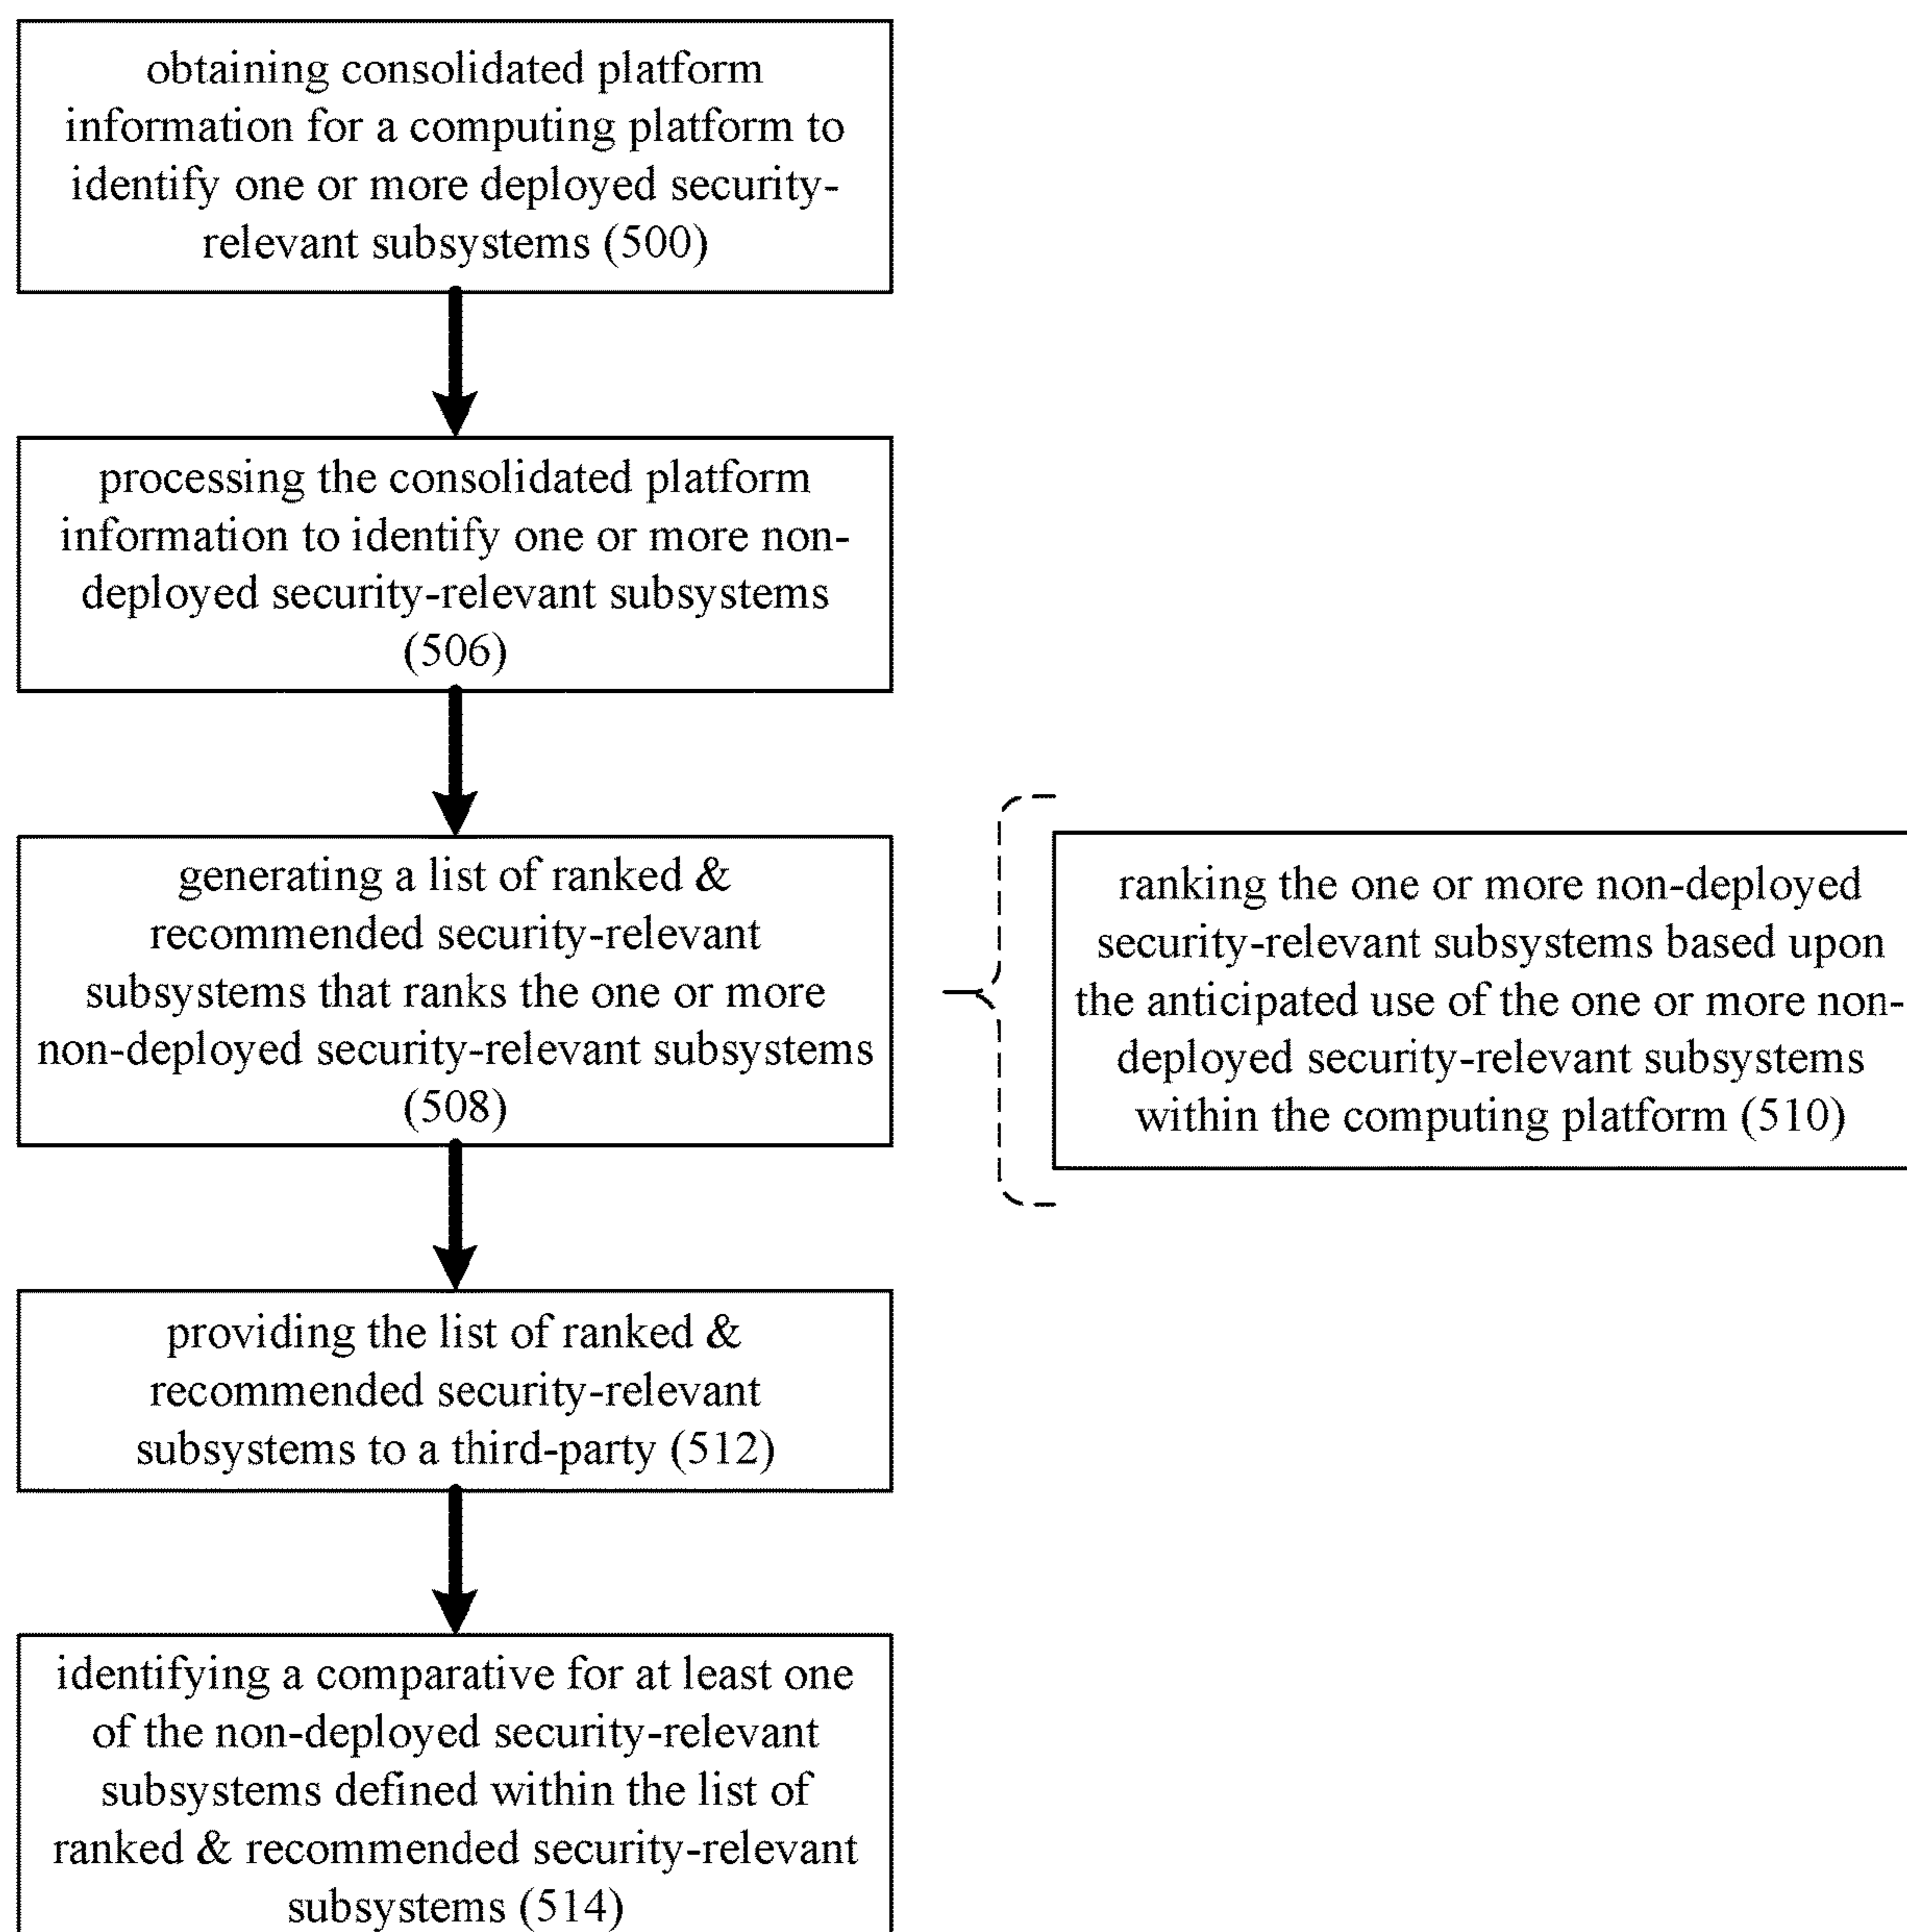 obtaining consolidated platform
information for a computing platform to
identify one or more deployed security-
relevant subsystems (500)
processing the consolidated platform
information to identify one or more non-
deployed security-relevant subsystems
(506)
generating a list of ranked &
recommended security-relevant
subsystems that ranks the one or more
non-deployed security-relevant subsystems
(508)
ranking the one or more non-deployed
security-relevant subsystems based upon
the anticipated use of the one or more non-
deployed security-relevant subsystems
within the computing platform (510)
providing the list of ranked &
recommended security-relevant
subsystems to a third-party (512)
identifying a comparative for at least one
of the non-deployed security-relevant
subsystems defined within the list of
ranked & recommended security-relevant
subsystems (514)